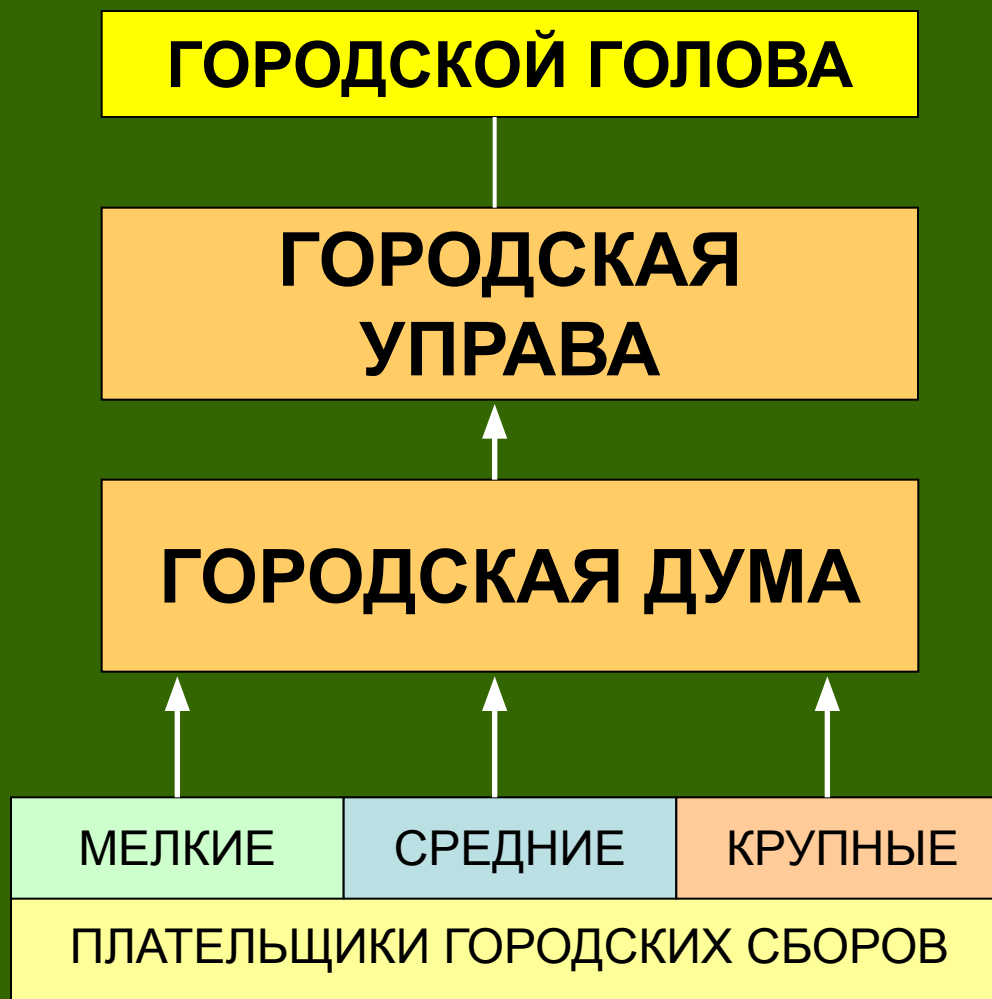 ГОРОДСКОЙ ГОЛОВА
ГОРОДСКАЯ
УПРАВА
ГОРОДСКАЯ ДУМА
МЕЛКИЕ
СРЕДНИЕ
КРУПНЫЕ
ПЛАТЕЛЬЩИКИ ГОРОДСКИХ СБОРОВ